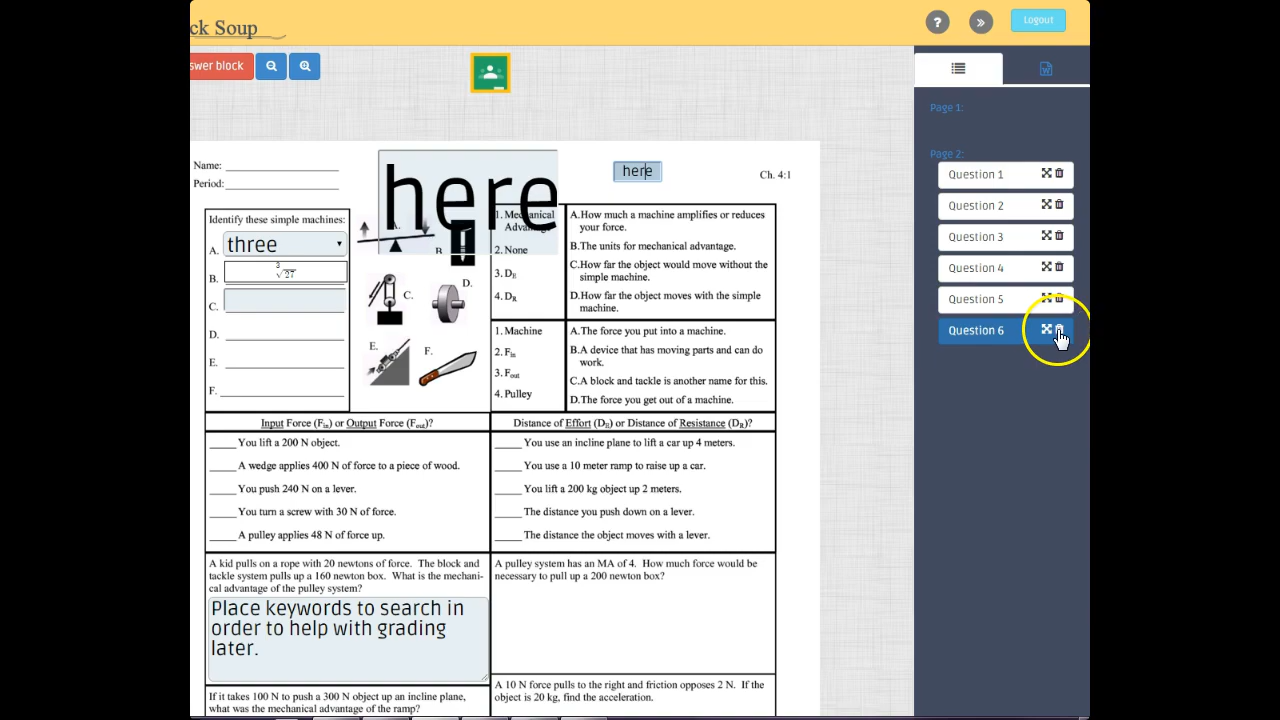 ck Soup
?
»
Logout
swer block
Page 1:
Page 2:
Question 1
Question 2
Question 3
Question 4
Question 5
Question 6
Name:
Period:
here
here
Ch. 4:1
Identify these simple machines:
A. three
B. ∛27
C.
D.
E.
F.
A.
B.
C.
D.
E.
F.
1. Mechanical
Advantage
2. None
3. DE
4. DR
A. How much a machine amplifies or reduces
your force.
B. The units for mechanical advantage.
C. How far the object would move without the
simple machine.
D. How far the object moves with the simple
machine.
1. Machine
2. Fin
3. Fout
4. Pulley
A. The force you put into a machine.
B. A device that has moving parts and can do
work.
C. A block and tackle is another name for this.
D. The force you get out of a machine.
Input Force (Fin) or Output Force (Fout)?
_____ You lift a 200 N object.
_____ A wedge applies 400 N of force to a piece of wood.
_____ You push 240 N on a lever.
_____ You turn a screw with 30 N of force.
_____ A pulley applies 48 N of force up.
Distance of Effort (DE) or Distance of Resistance (DR)?
_____ You use an incline plane to lift a car up 4 meters.
_____ You use a 10 meter ramp to raise up a car.
_____ You lift a 200 kg object up 2 meters.
_____ The distance you push down on a lever.
_____ The distance the object moves with a lever.
A kid pulls on a rope with 20 newtons of force. The block and
tackle system pulls up a 160 newton box. What is the mechani-
cal advantage of the pulley system?
Place keywords to search in
order to help with grading
later.
A pulley system has an MA of 4. How much force would be
necessary to pull up a 200 newton box?
If it takes 100 N to push a 300 N object up an incline plane,
what was the mechanical advantage of the ramp?
A 10 N force pulls to the right and friction opposes 2 N. If the
object is 20 kg, find the acceleration.